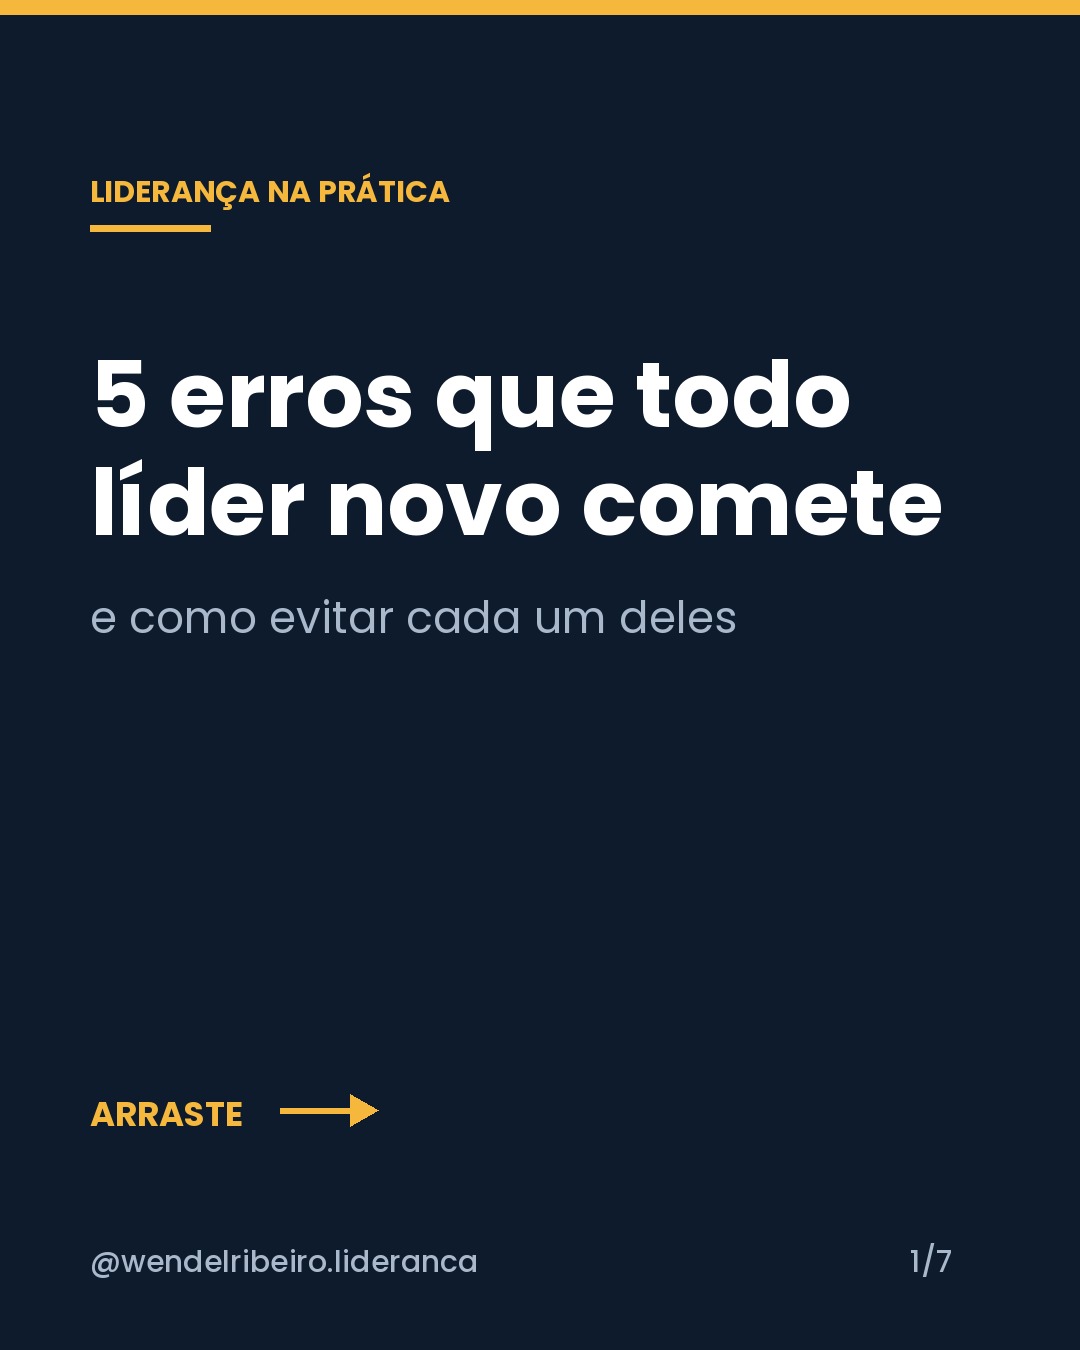 LIDERANÇA NA PRÁTICA
5 erros que todo
líder novo comete
e como evitar cada um deles
ARRASTE
@wendelribeiro.lideranca
1/7